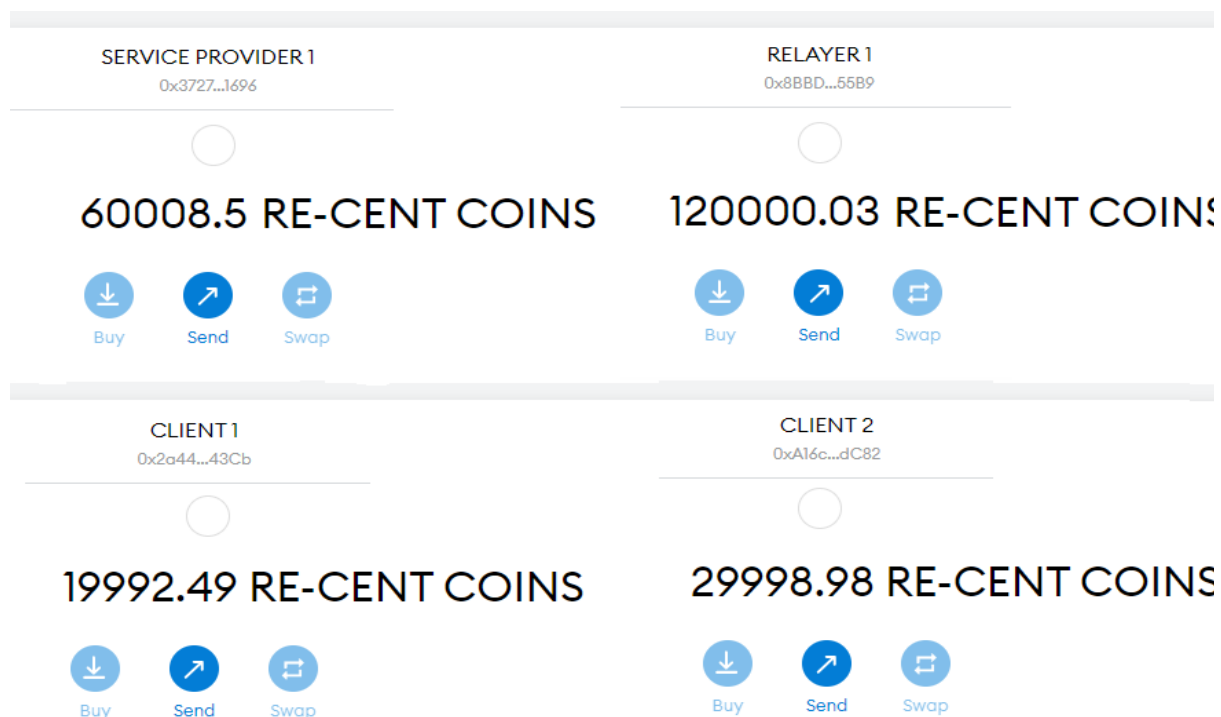 SERVICE PROVIDER 1
0x3727...1696
60008.5 RE-CENT COINS
Buy Send Swap
RELAYER 1
0x8BBD...55B9
120000.03 RE-CENT COINS
Buy Send Swap
CLIENT 1
0x2a44...43Cb
19992.49 RE-CENT COINS
Buy Send Swap
CLIENT 2
0xA16c...dC82
29998.98 RE-CENT COINS
Buy Send Swap